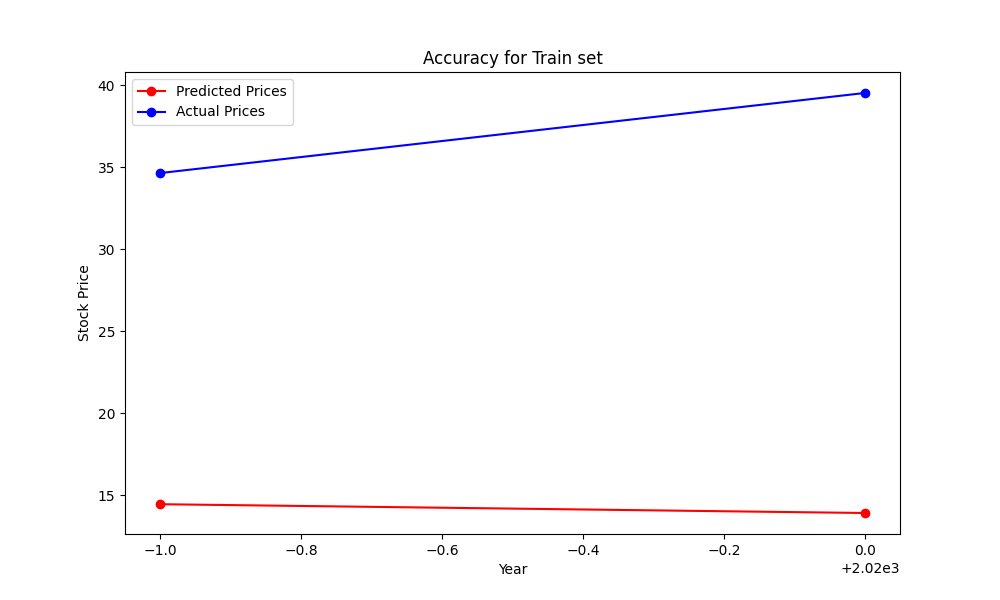 Accuracy for Train set
Predicted Prices
Actual Prices
40
35
30
25
20
15
Stock Price
−1.0 −0.8 −0.6 −0.4 −0.2 0.0
Year
+2.02e3